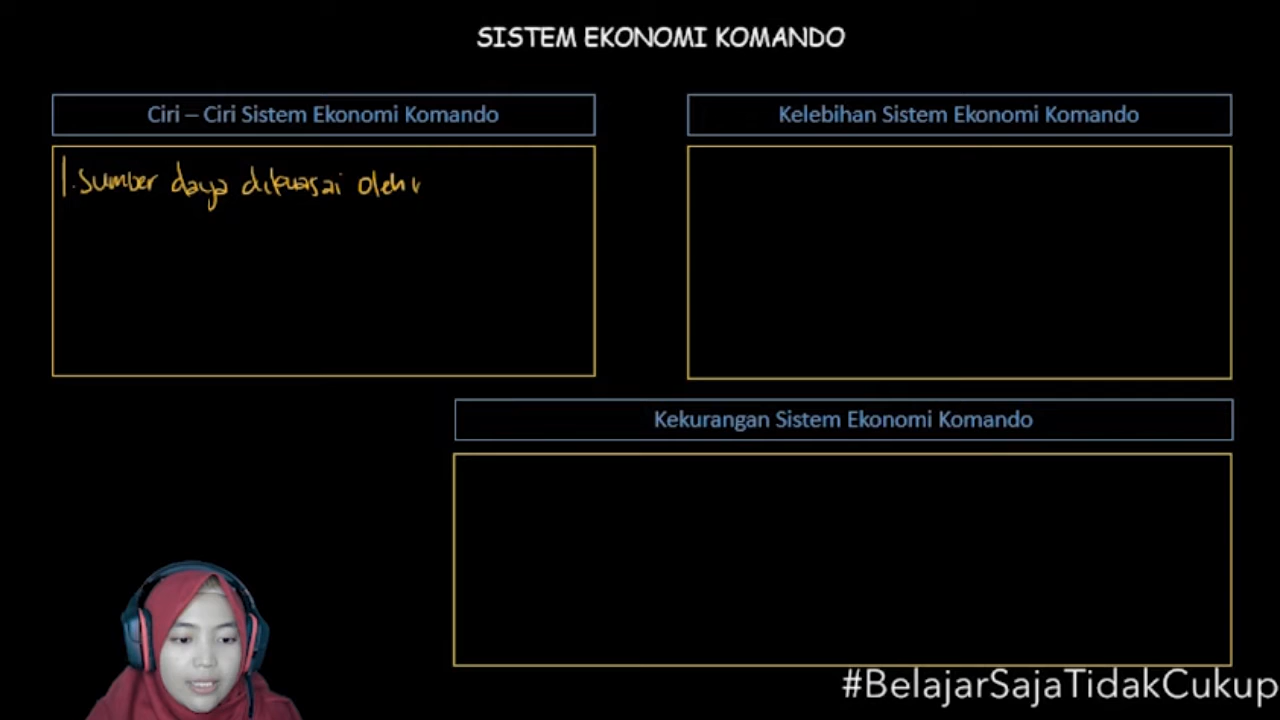 SISTEM EKONOMI KOMANDO
Ciri – Ciri Sistem Ekonomi Komando
1. Sumber daya dikuasai oleh
Kelebihan Sistem Ekonomi Komando
Kekurangan Sistem Ekonomi Komando
#BelajarSajaTidakCukup